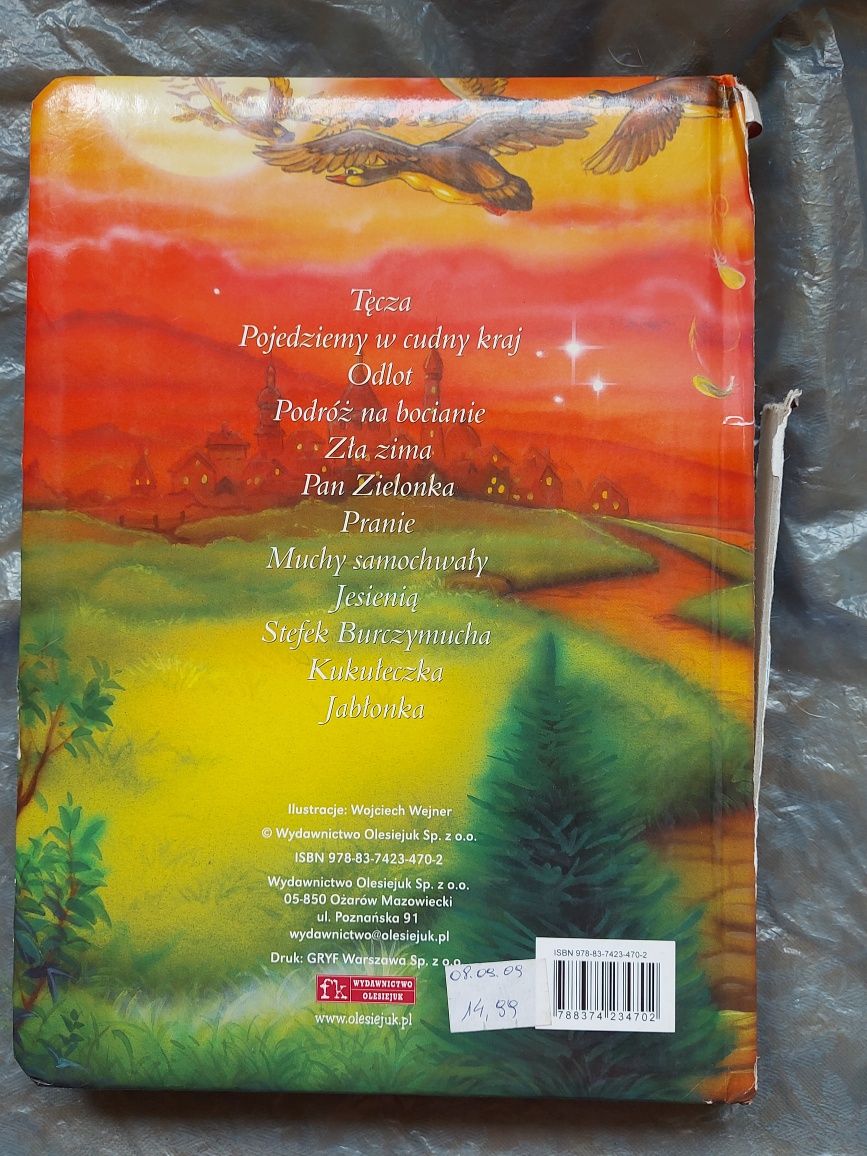 Tęcza
Pojedziemy w cudny kraj
Odlot
Podróż na bocianie
Zła zima
Pan Zielonka
Pranie
Muchy samochwały
Jesienią
Stefek Burczymucha
Kukułeczka
Jabłonka
Ilustracje: Wojciech Wejner
© Wydawnictwo Olesiejuk Sp. z o.o.
ISBN 978-83-7423-470-2
Wydawnictwo Olesiejuk Sp. z o.o.
05-850 Ożarów Mazowiecki
ul. Poznańska 91
wydawnictwo@olesiejuk.pl
Druk: GRYF Warszawa Sp. z o.o.
fk WYDAWNICTWO
OLESIEJUK
www.olesiejuk.pl
08.09.09
14,99
ISBN 978-83-7423-470-2
788374 234702